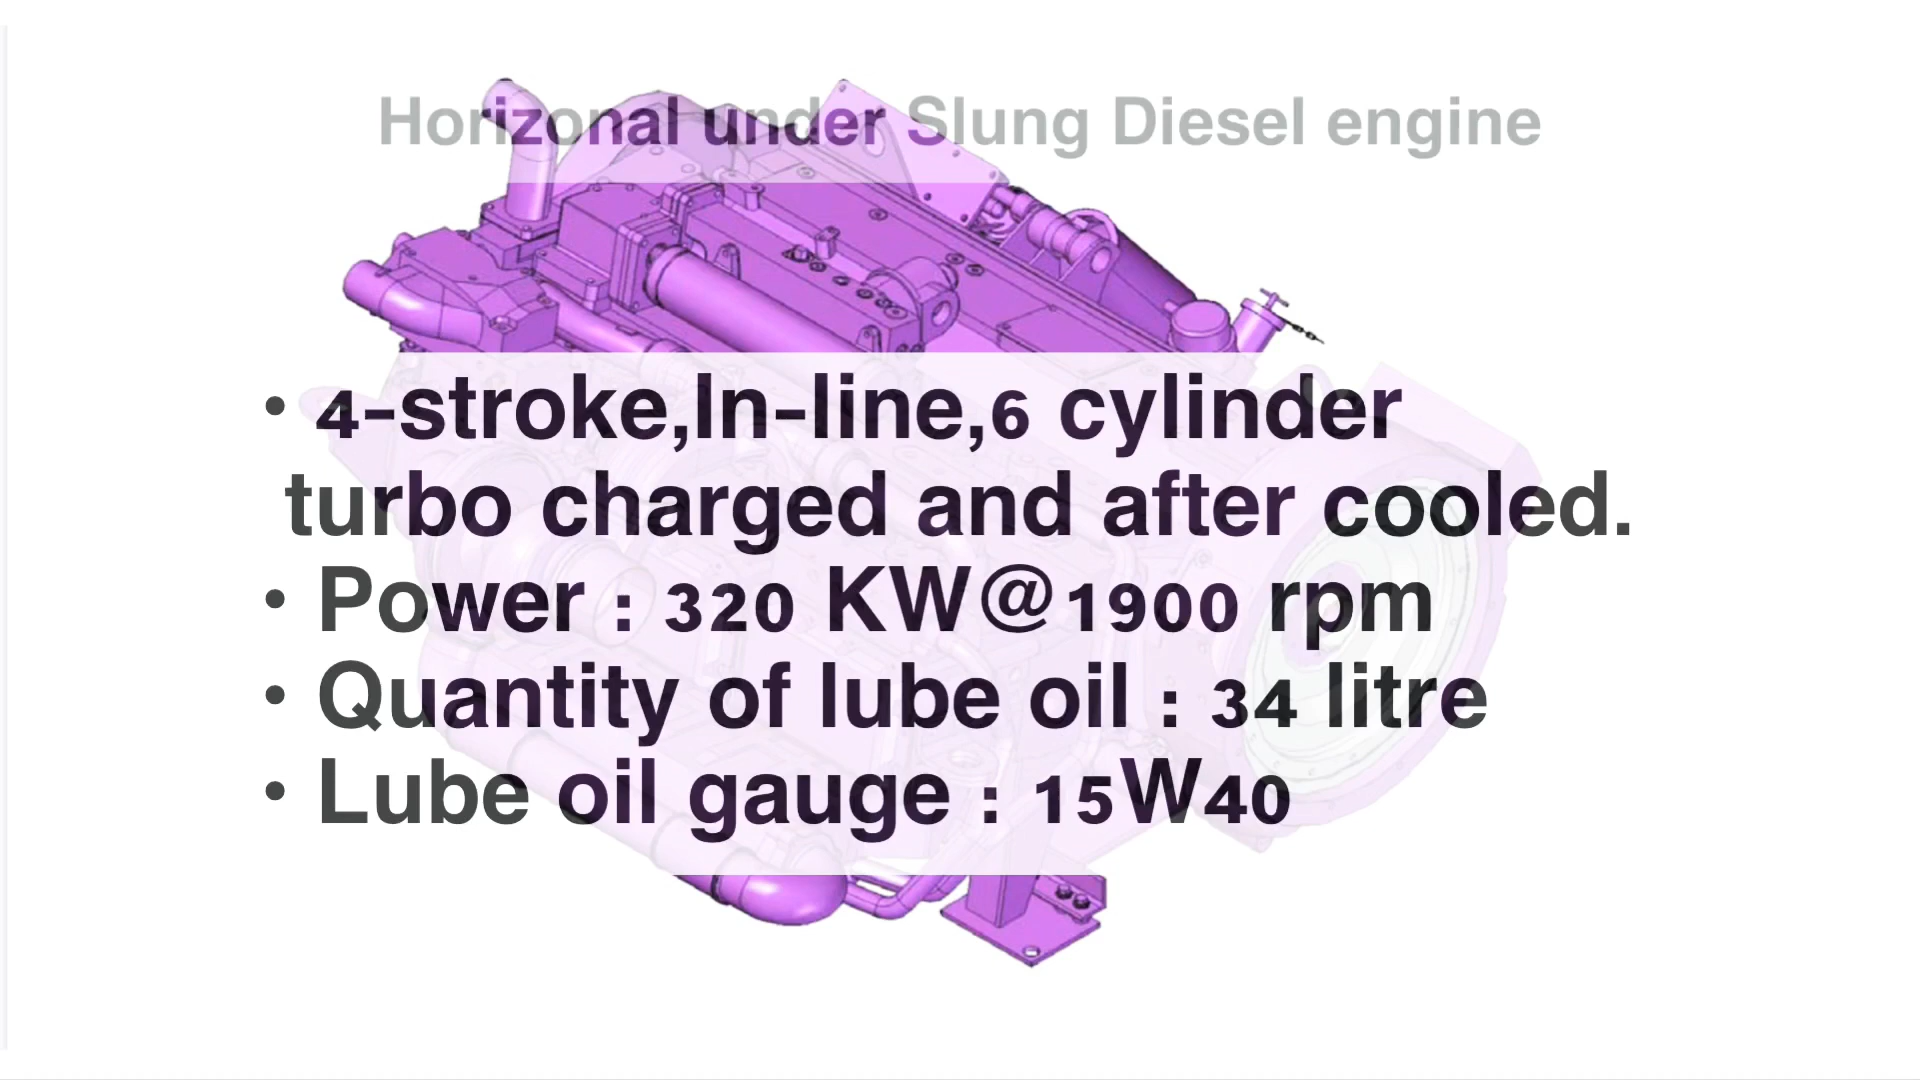 Horizonal under Slung Diesel engine
• 4-stroke,In-line,6 cylinder
turbo charged and after cooled.
• Power : 320 KW@1900 rpm
• Quantity of lube oil : 34 litre
• Lube oil gauge : 15W40